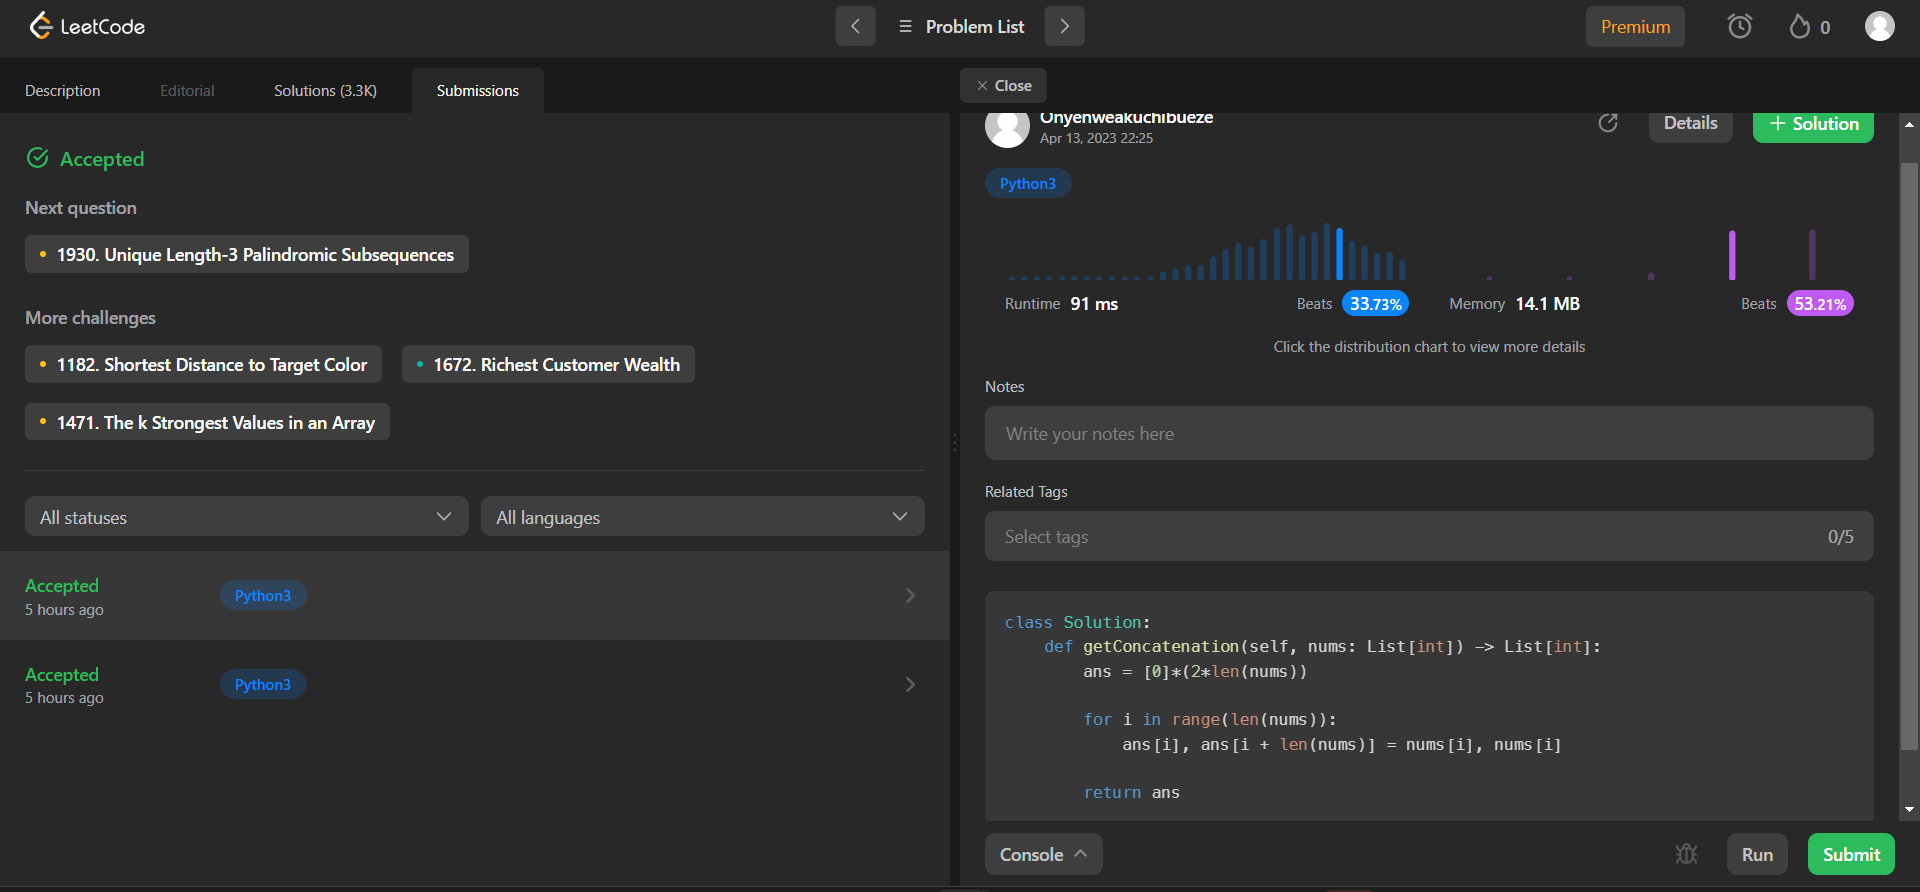 LeetCode
Problem List
Premium
0
Description
Editorial
Solutions (3.3K)
Submissions
Accepted
Next question
1930. Unique Length-3 Palindromic Subsequences
More challenges
1182. Shortest Distance to Target Color
1672. Richest Customer Wealth
1471. The k Strongest Values in an Array
All statuses
All languages
Accepted
Python3
5 hours ago
Accepted
Python3
5 hours ago
Close
Onyenweakuchibueze
Apr 13, 2023 22:25
Details
+ Solution
Python3
Runtime 91 ms
Beats 33.73%
Memory 14.1 MB
Beats 53.21%
Click the distribution chart to view more details
Notes
Write your notes here
Related Tags
Select tags
0/5
class Solution:
    def getConcatenation(self, nums: List[int]) -> List[int]:
        ans = [0]*(2*len(nums))
        for i in range(len(nums)):
            ans[i], ans[i + len(nums)] = nums[i], nums[i]
        return ans
Console
Run
Submit